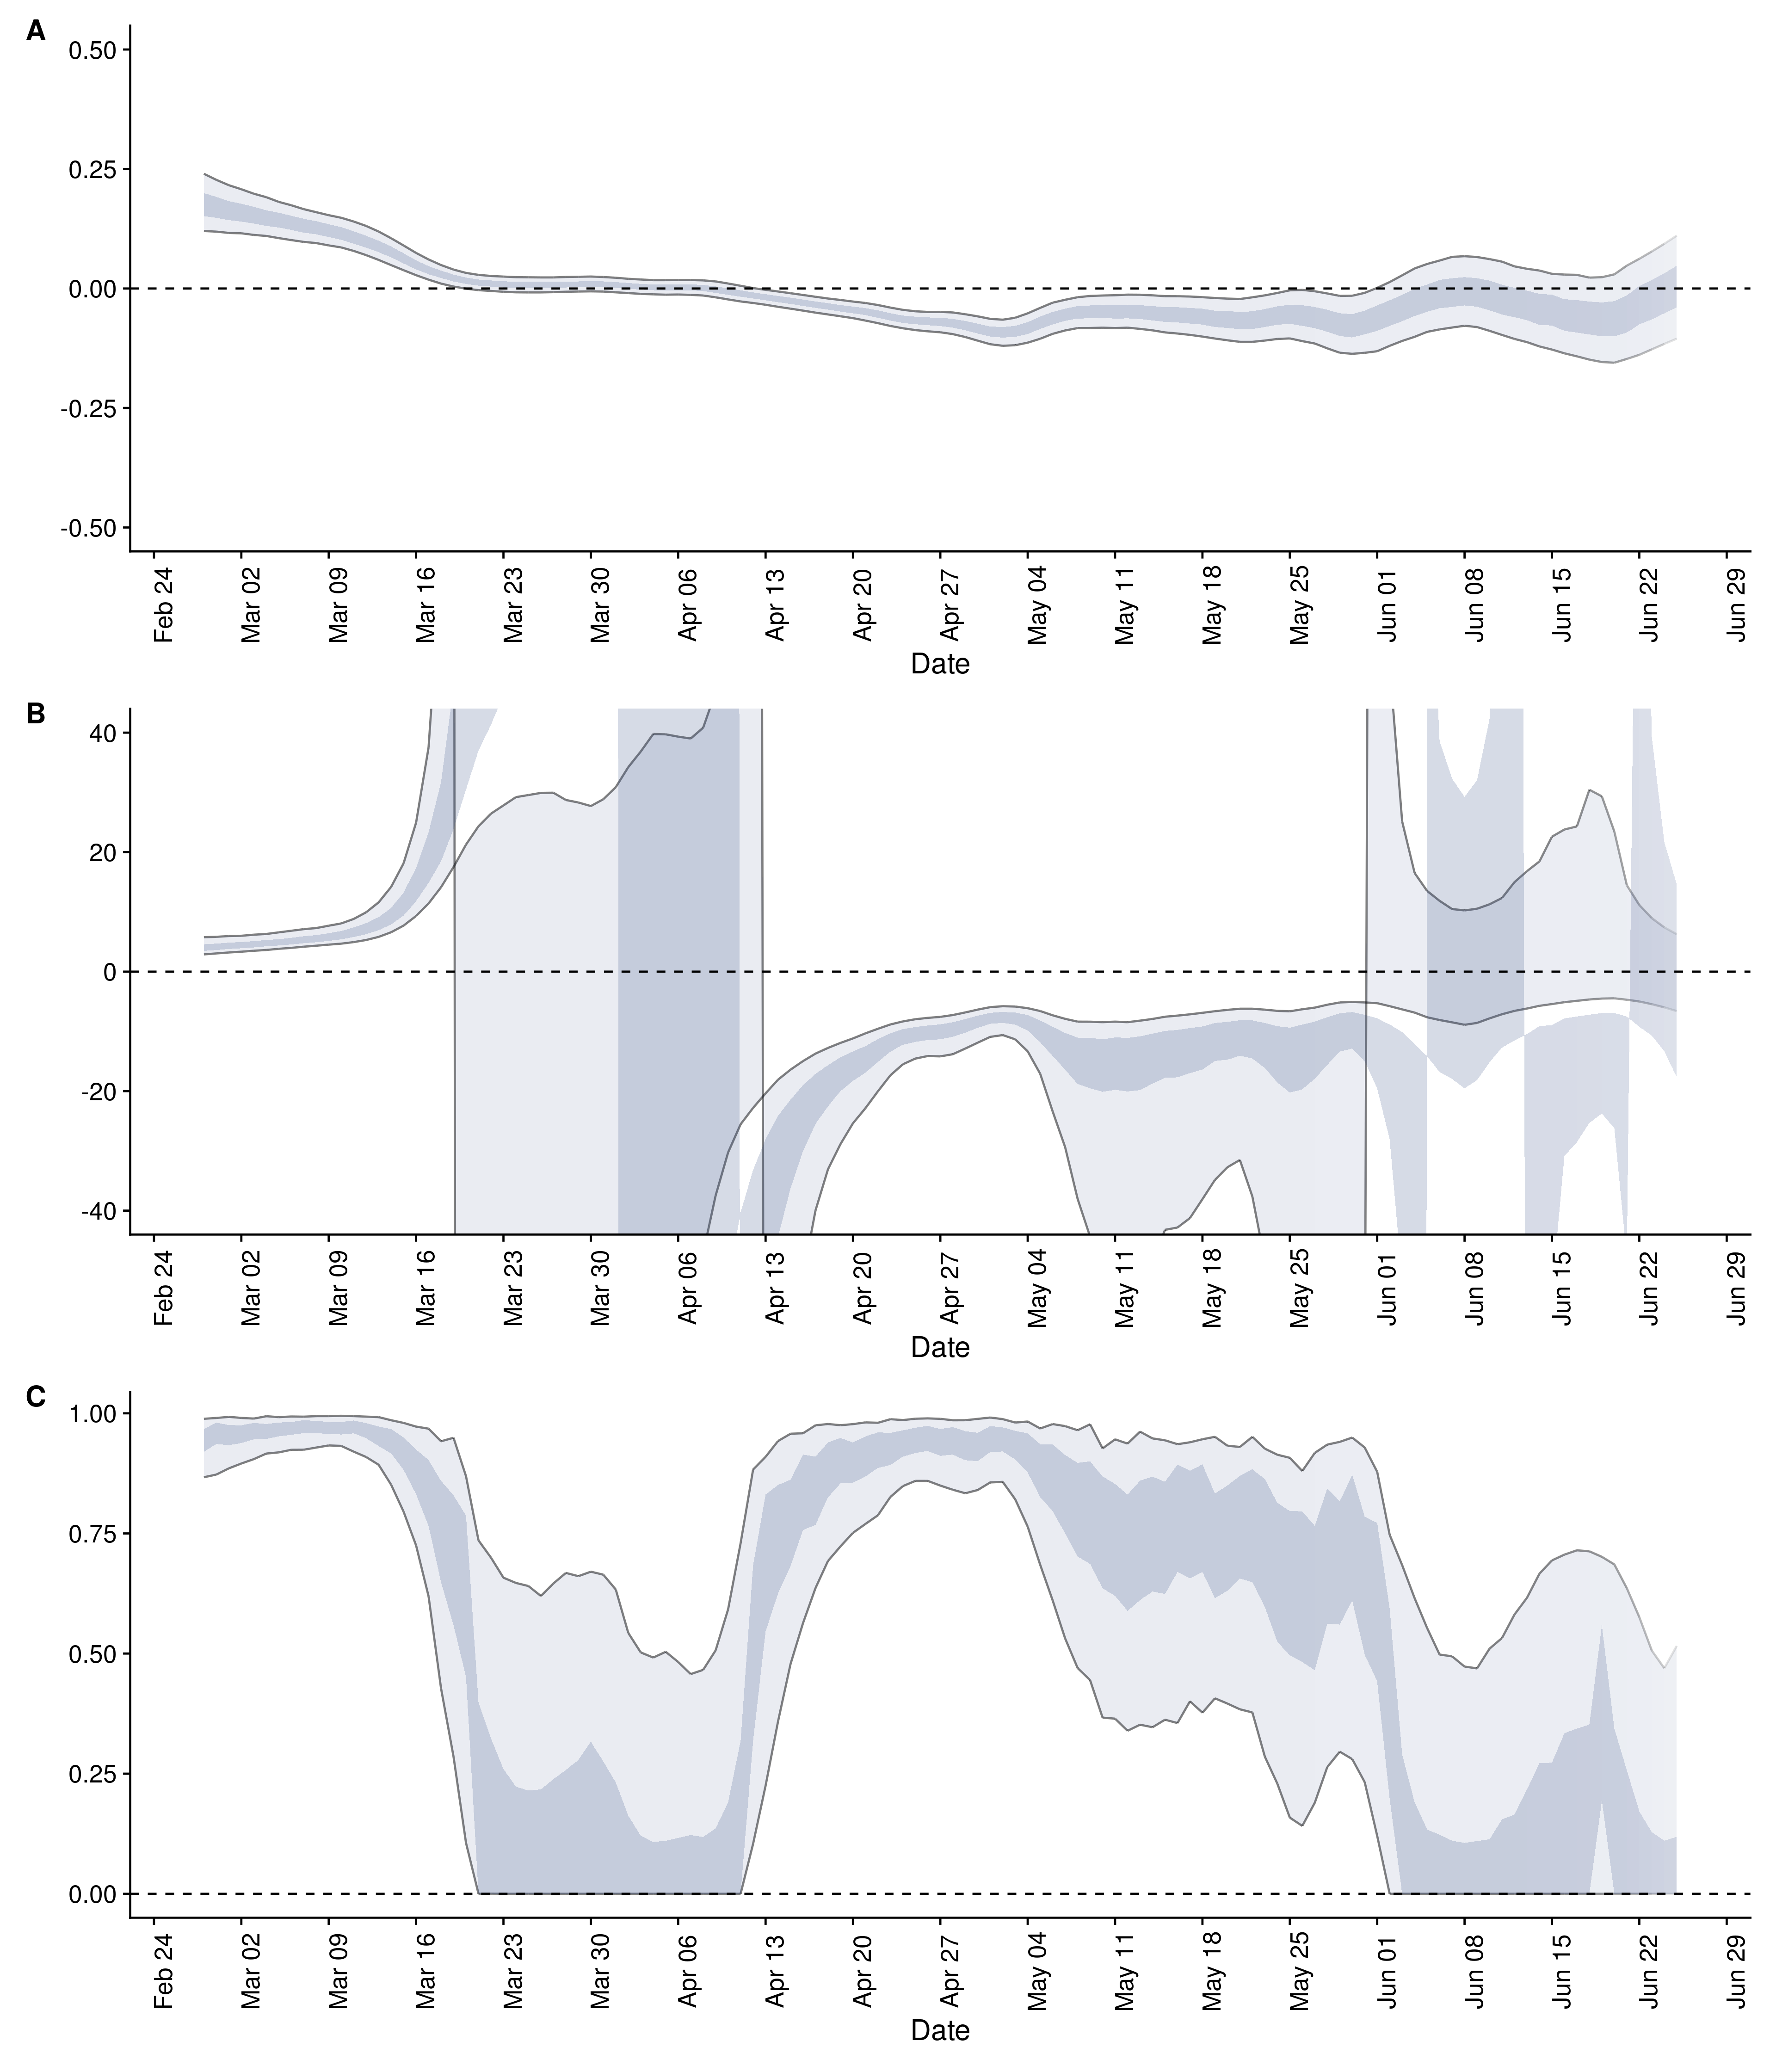 A
0.50
0.25
0.00
-0.25
-0.50
Feb 24
Mar 02
Mar 09
Mar 16
Mar 23
Mar 30
Apr 06
Apr 13
Apr 20
Apr 27
May 04
May 11
May 18
May 25
Jun 01
Jun 08
Jun 15
Jun 22
Jun 29
Date
B
40
20
0
-20
-40
Feb 24
Mar 02
Mar 09
Mar 16
Mar 23
Mar 30
Apr 06
Apr 13
Apr 20
Apr 27
May 04
May 11
May 18
May 25
Jun 01
Jun 08
Jun 15
Jun 22
Jun 29
Date
C
1.00
0.75
0.50
0.25
0.00
Feb 24
Mar 02
Mar 09
Mar 16
Mar 23
Mar 30
Apr 06
Apr 13
Apr 20
Apr 27
May 04
May 11
May 18
May 25
Jun 01
Jun 08
Jun 15
Jun 22
Jun 29
Date